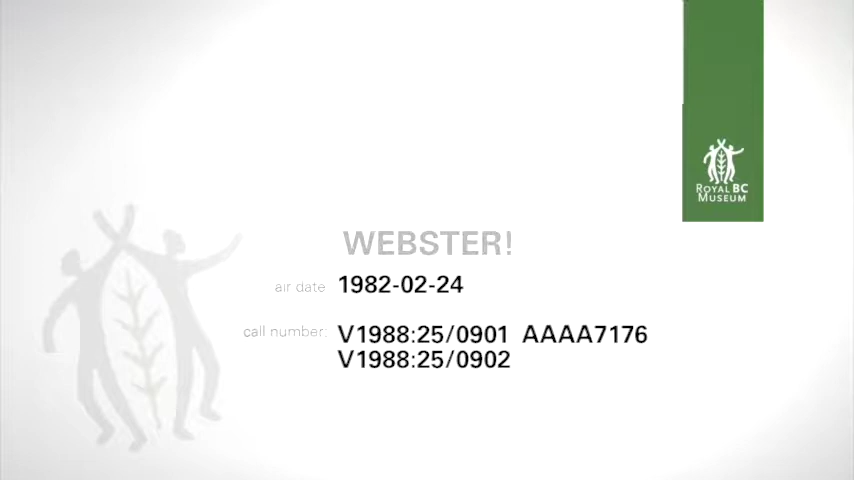 ROYAL BC
MUSEUM
WEBSTER!
air date 1982-02-24
call number: V1988:25/0901 AAAA7176
V1988:25/0902